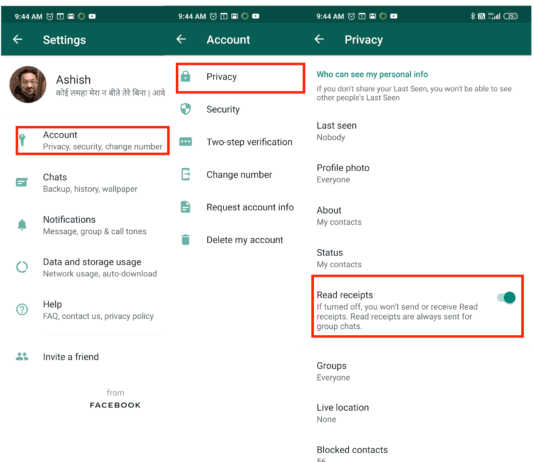 9:44 AM
Settings
Ashish
कोई लमहा मेरा न बीते तेरे बिना | आवे
Account
Privacy, security, change number
Chats
Backup, history, wallpaper
Notifications
Message, group & call tones
Data and storage usage
Network usage, auto-download
Help
FAQ, contact us, privacy policy
Invite a friend
from
FACEBOOK
9:44 AM
Account
Privacy
Security
Two-step verification
Change number
Request account info
Delete my account
9:44 AM
Privacy
Who can see my personal info
If you don't share your Last Seen, you won't be able to see
other people's Last Seen
Last seen
Nobody
Profile photo
Everyone
About
My contacts
Status
My contacts
Read receipts
If turned off, you won't send or receive Read
receipts. Read receipts are always sent for
group chats.
Groups
Everyone
Live location
None
Blocked contacts
56